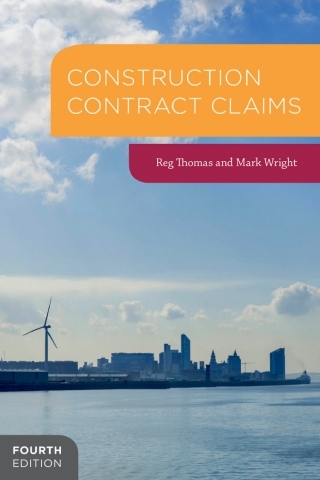 CONSTRUCTION
CONTRACT CLAIMS
Reg Thomas and Mark Wright
FOURTH
EDITION